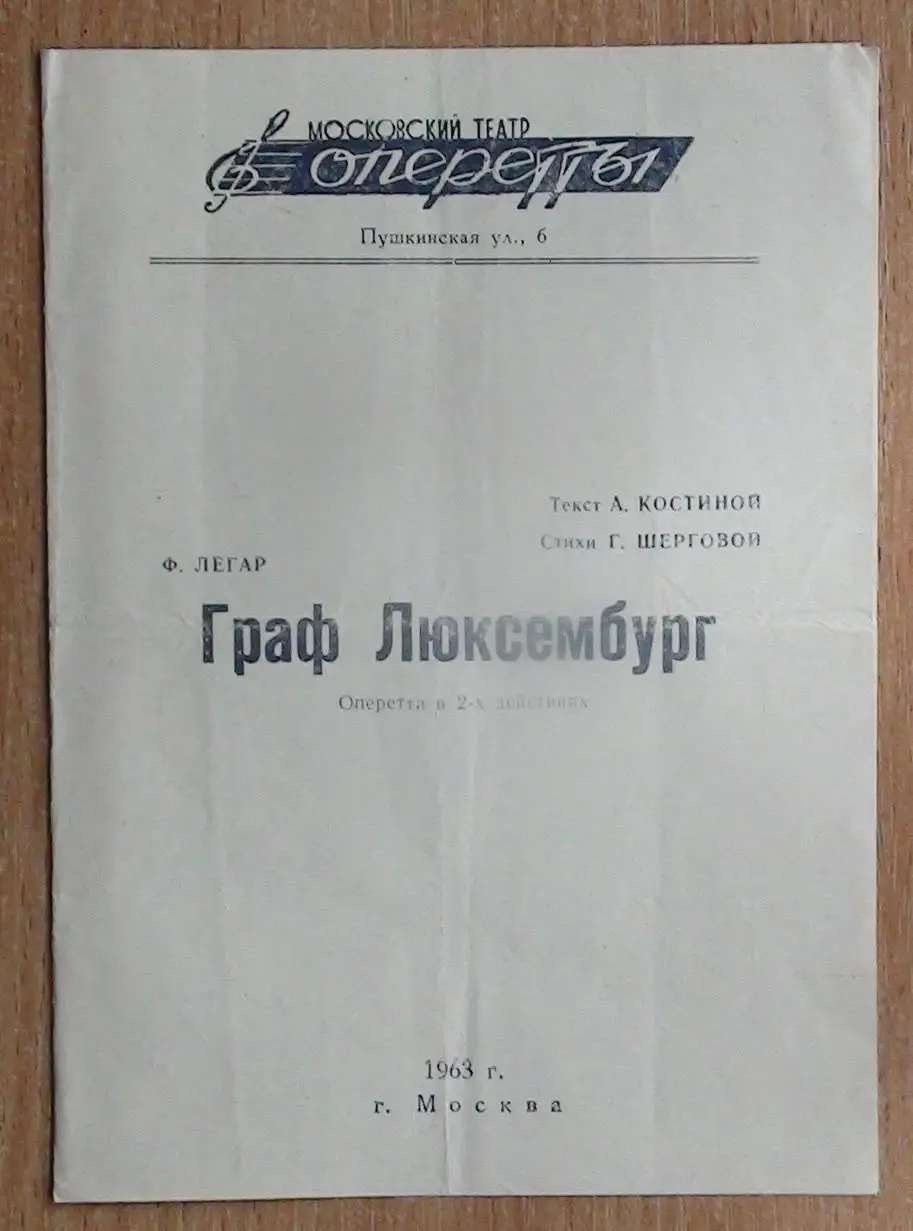 МОСКОВСКИЙ ТЕАТР
оперетты
Пушкинская ул., 6
Текст А. КОСТИНОЙ
Стихи Г. ШЕРГОВОЙ
Ф. ЛЕГАР
Граф Люксембург
Оперетта в 2-х действиях
1963 г.
г. Москва